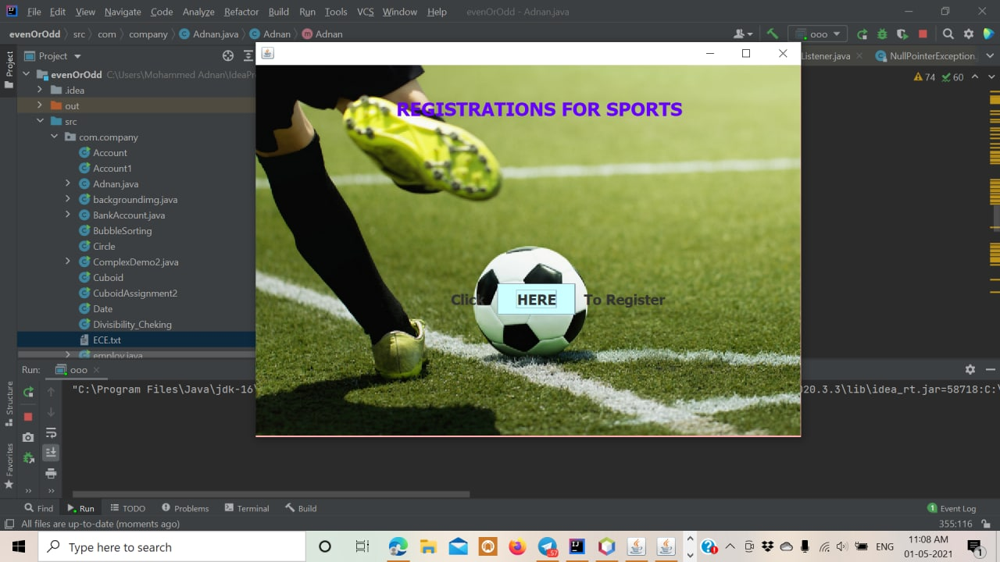 File Edit View Navigate Code Analyze Refactor Build Run Tools VCS Window Help evenOrOdd - Adnan.java
evenOrOdd src com company Adnan.java Adnan Adnan ooo
Project Listener.java NullPointerException
Project
evenOrOdd C:\Users\Mohammed Adnan\IdeaPr 74 60
.idea
out
src
com.company
Account
Account1
Adnan.java
backgroundimg.java
BankAccount.java
BubbleSorting
Circle
ComplexDemo2.java
Cuboid
CuboidAssignment2
Date
Divisibility_Cheking
ECE.txt
employ.java
REGISTRATIONS FOR SPORTS
Click HERE To Register
Run: ooo
"C:\Program Files\Java\jdk-16\ 020.3.3\lib\idea_rt.jar=58718:C:\
Structure
Favorites
Find Run TODO Problems Terminal Build 1 Event Log
All files are up-to-date (moments ago) 355:116
Type here to search .57 ENG 11:08 AM
01-05-2021 1